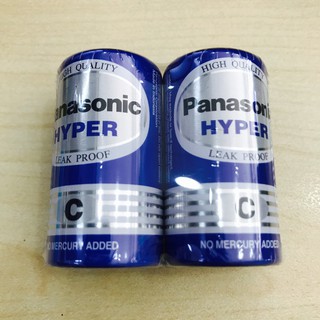 HIGH QUALITY
Panasonic
HYPER
LEAK PROOF
C
NO MERCURY ADDED
HIGH QUALITY
Panasonic
HYPER
LEAK PROOF
C
NO MERCURY ADDED